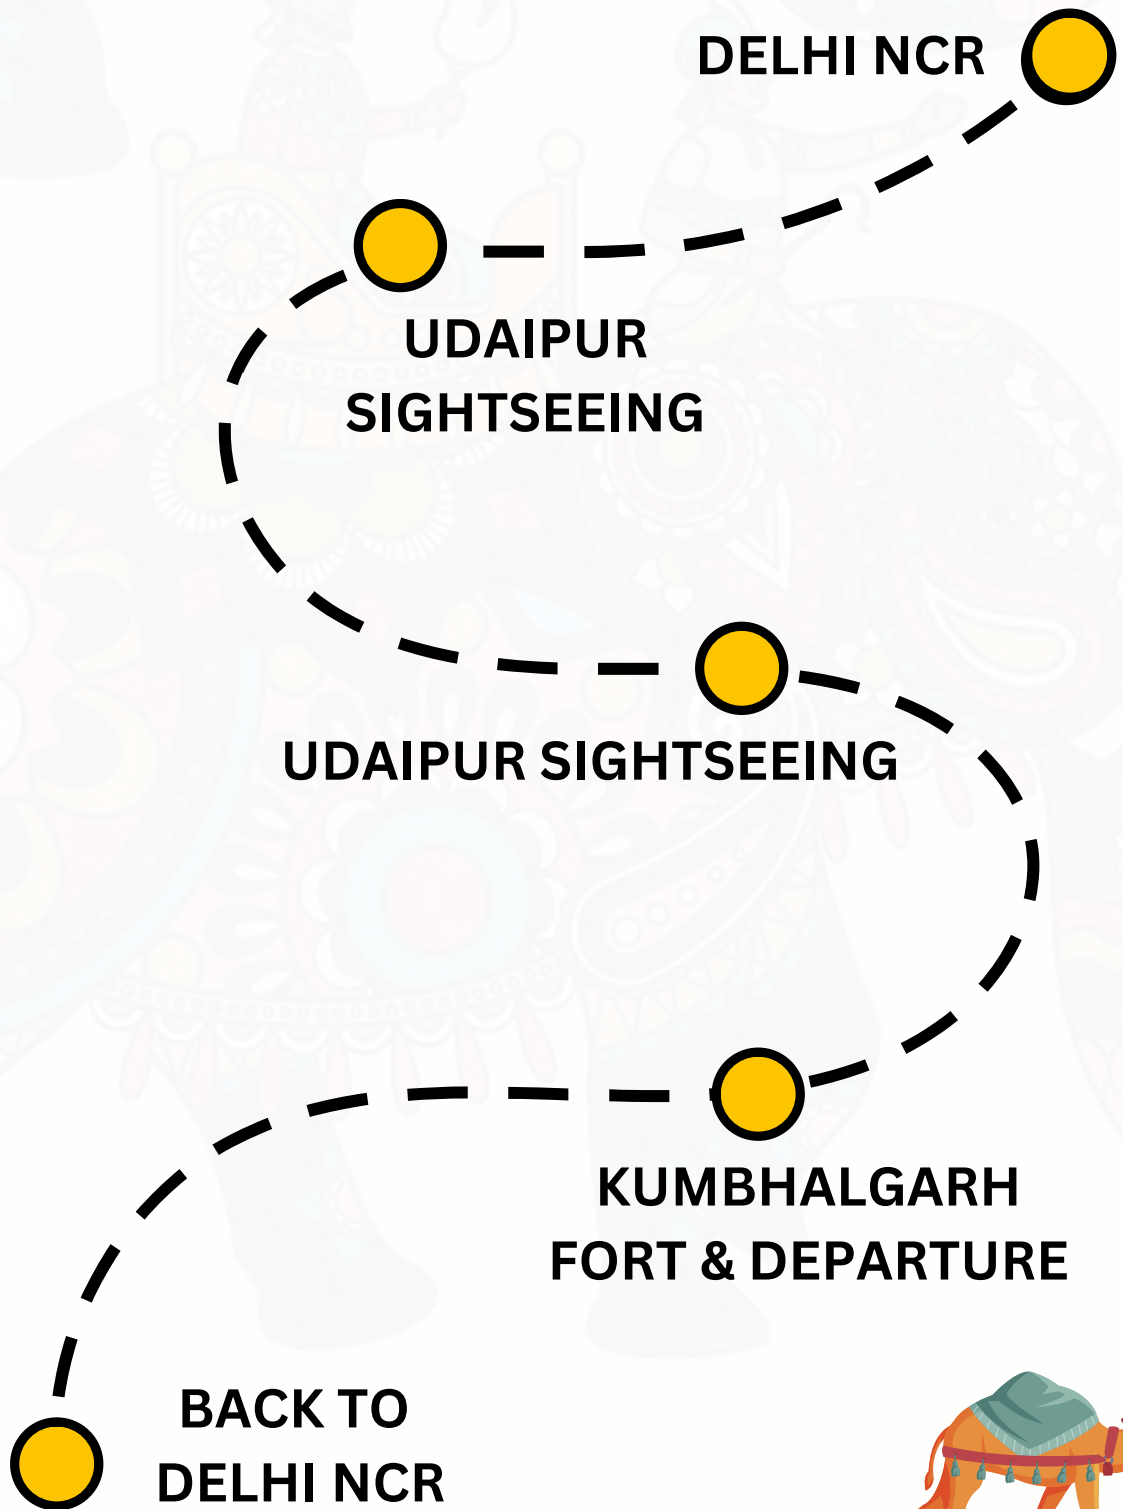 DELHI NCR
UDAIPUR
SIGHTSEEING
UDAIPUR SIGHTSEEING
KUMBHALGARH
FORT & DEPARTURE
BACK TO
DELHI NCR